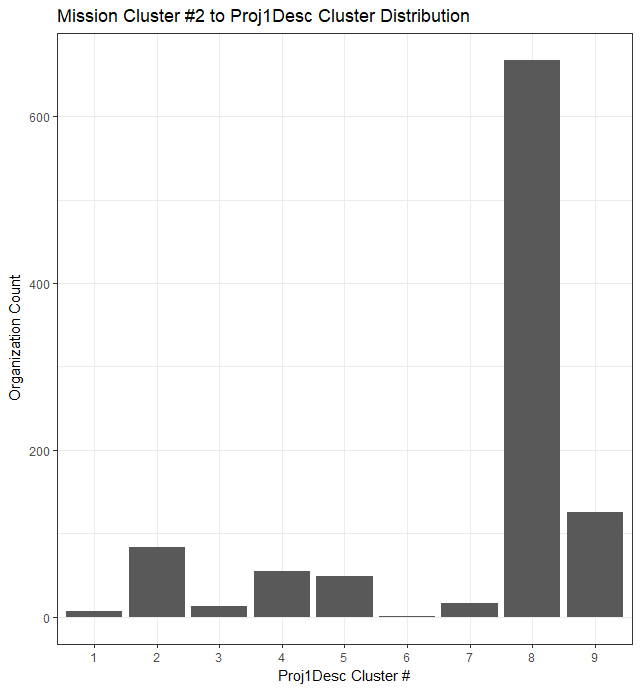 Mission Cluster #2 to Proj1Desc Cluster Distribution
Organization Count
600
400
200
0
1 2 3 4 5 6 7 8 9
Proj1Desc Cluster #